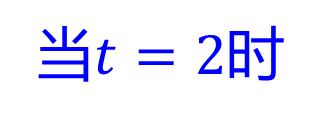 当t = 2时